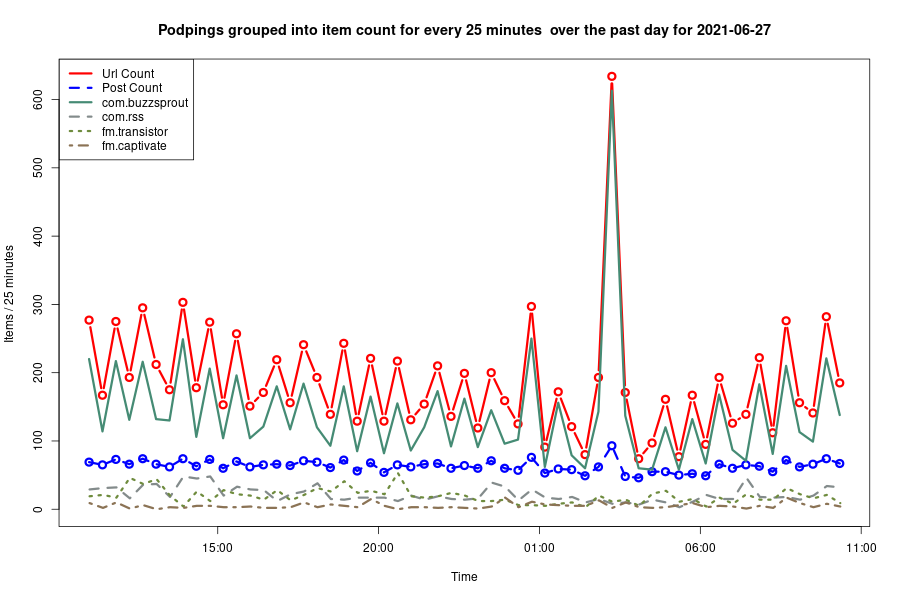 Podpings grouped into item count for every 25 minutes  over the past day for 2021-06-27
Url Count
Post Count
com.buzzsprout
com.rss
fm.transistor
fm.captivate
Items / 25 minutes
600
500
400
300
200
100
0
15:00
20:00
01:00
06:00
11:00
Time